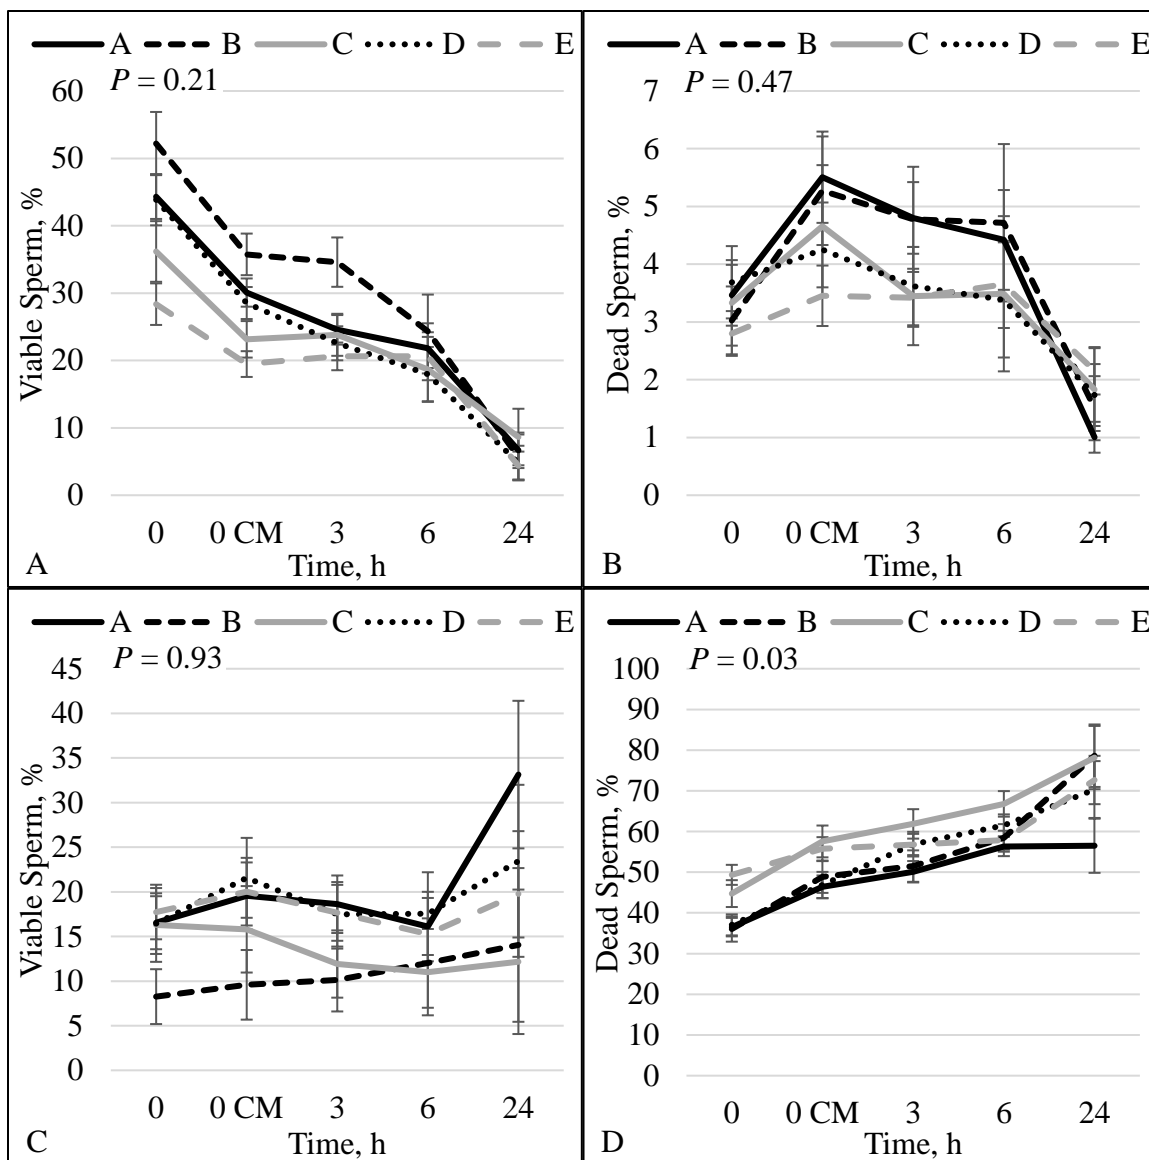 A B C D E
P = 0.21
60
50
40
30
20
10
0
Viable Sperm, %
0 0 CM 3 6 24
Time, h
A
A B C D E
P = 0.47
7
6
5
4
3
2
1
0
Dead Sperm, %
0 0 CM 3 6 24
Time, h
B
A B C D E
P = 0.93
45
40
35
30
25
20
15
10
5
0
Viable Sperm, %
0 0 CM 3 6 24
Time, h
C
A B C D E
P = 0.03
100
90
80
70
60
50
40
30
20
10
0
Dead Sperm, %
0 0 CM 3 6 24
Time, h
D